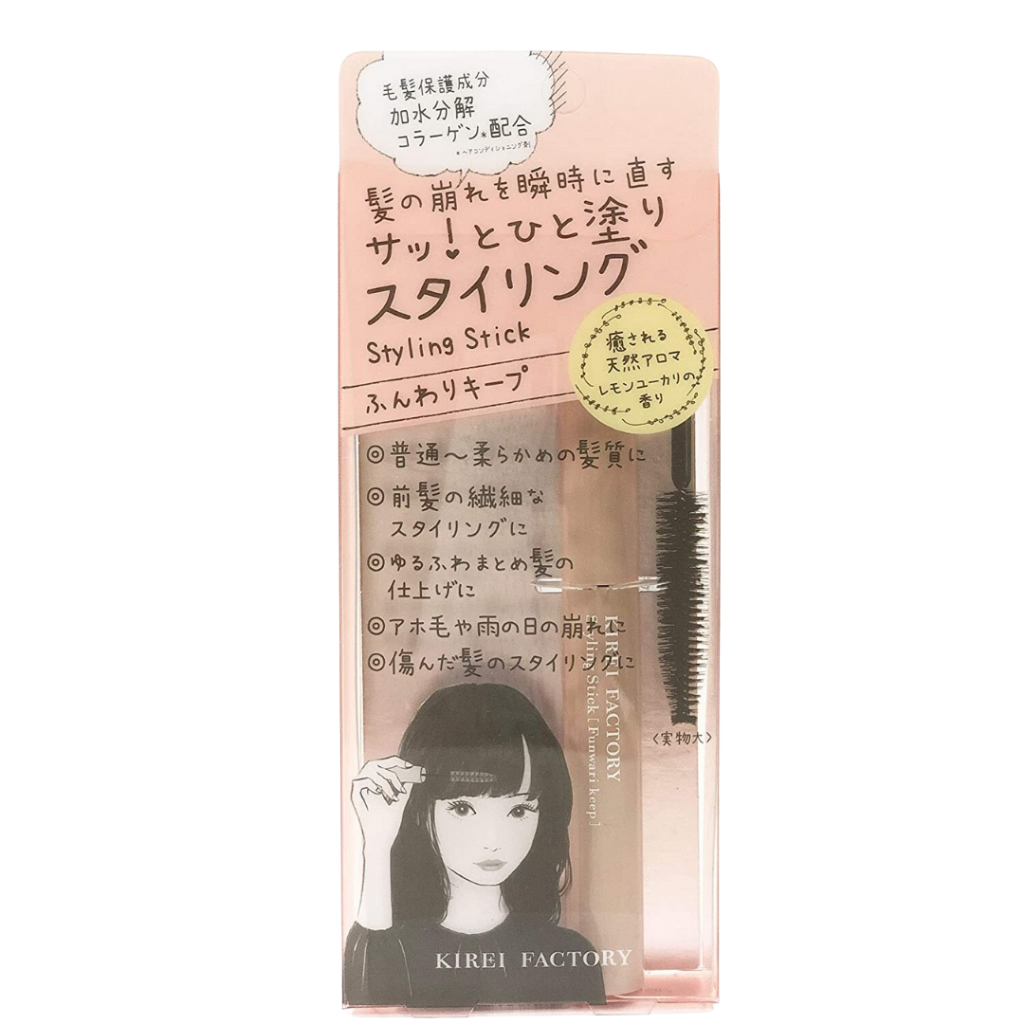 毛髪保護成分
加水分解
コラーゲン*配合
*ヘアコンディショニング剤
髪の崩れを瞬時に直す
サッ!とひと塗り
スタイリング
Styling Stick
ふんわりキープ
癒される
天然アロマ
レモンユーカリの
香り
◎普通〜柔らかめの髪質に
◎前髪の繊細な
スタイリングに
◎ゆるふわまとめ髪の
仕上げに
◎アホ毛や雨の日の崩れに
◎傷んだ髪のスタイリングに
KIREI FACTORY
Styling Stick [Funwari keep]
〈実物大〉
KIREI FACTORY